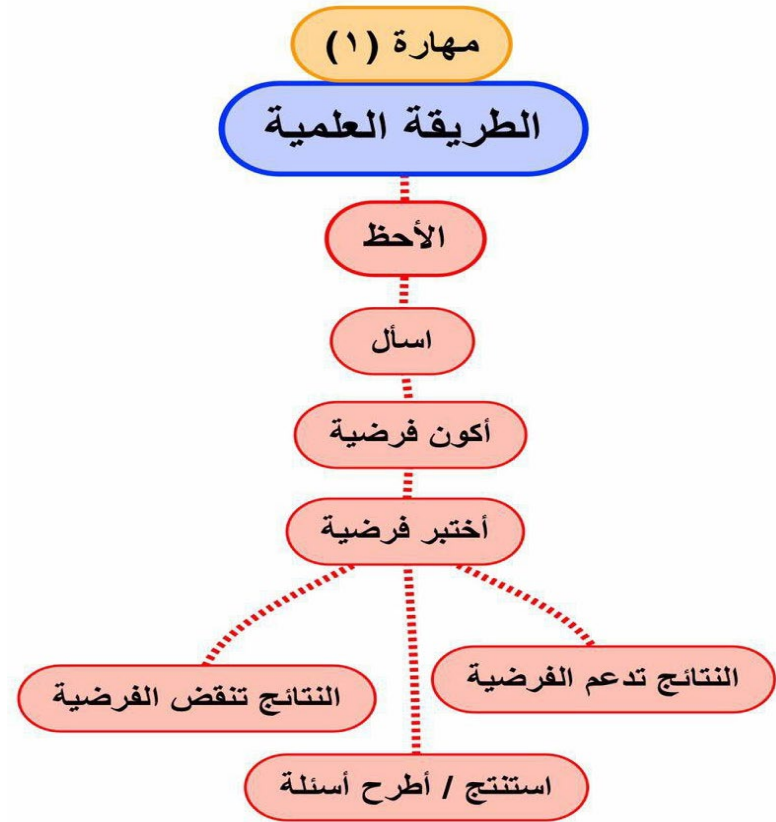 مهارة (١)
الطريقة العلمية
الأحظ
اسأل
أكون فرضية
أختبر فرضية
النتائج تدعم الفرضية
النتائج تنقض الفرضية
استنتج / أطرح أسئلة